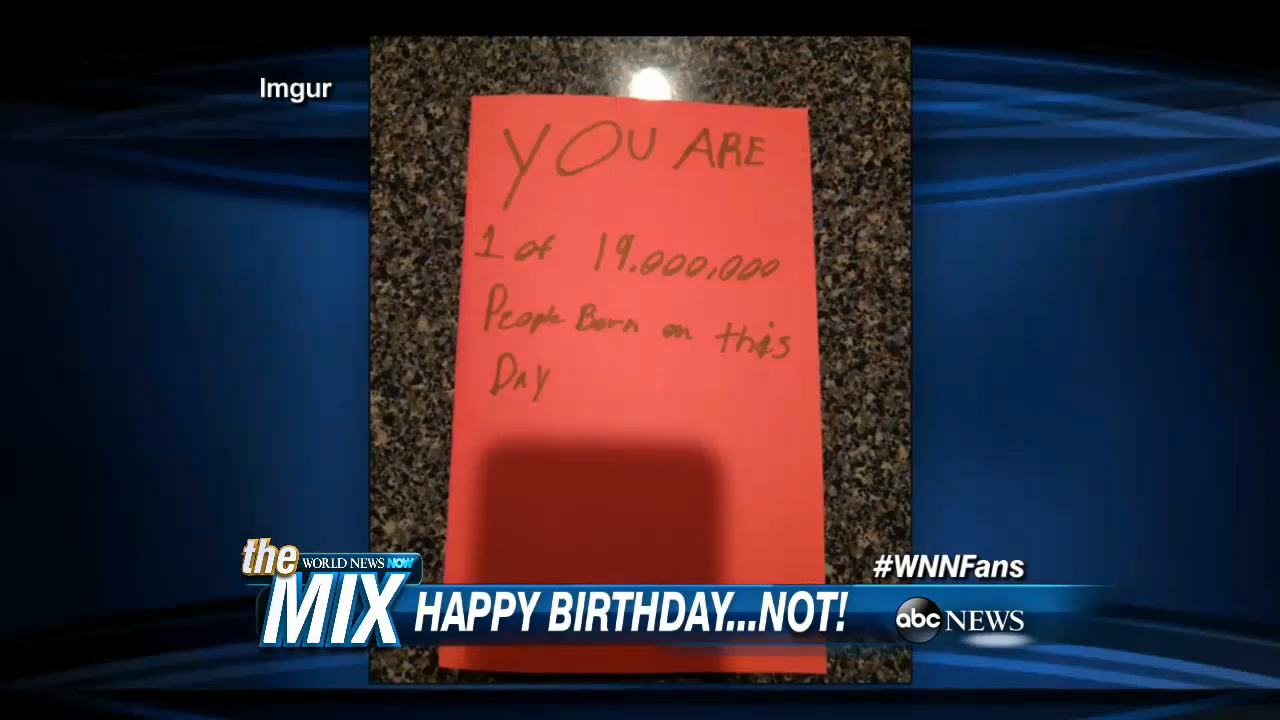 Imgur
YOU ARE
1 of 19.000,000
People Born on this
Day
the
WORLD NEWS NOW
MIX
#WNNFans
HAPPY BIRTHDAY...NOT!
abc NEWS